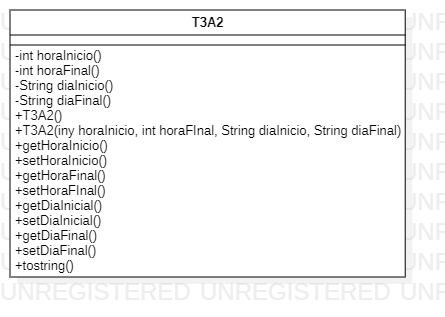 T3A2
-int horaInicio()
-int horaFinal()
-String diaInicio()
-String diaFinal()
+T3A2()
+T3A2(iny horaInicio, int horaFInal, String diaInicio, String diaFinal)
+getHoraInicio()
+setHoraInicio()
+getHoraFinal()
+setHoraFInal()
+getDiaInicial()
+setDiaInicial()
+getDiaFinal()
+setDiaFinal()
+tostring()
UNREGISTERED UNREGISTERED UNR